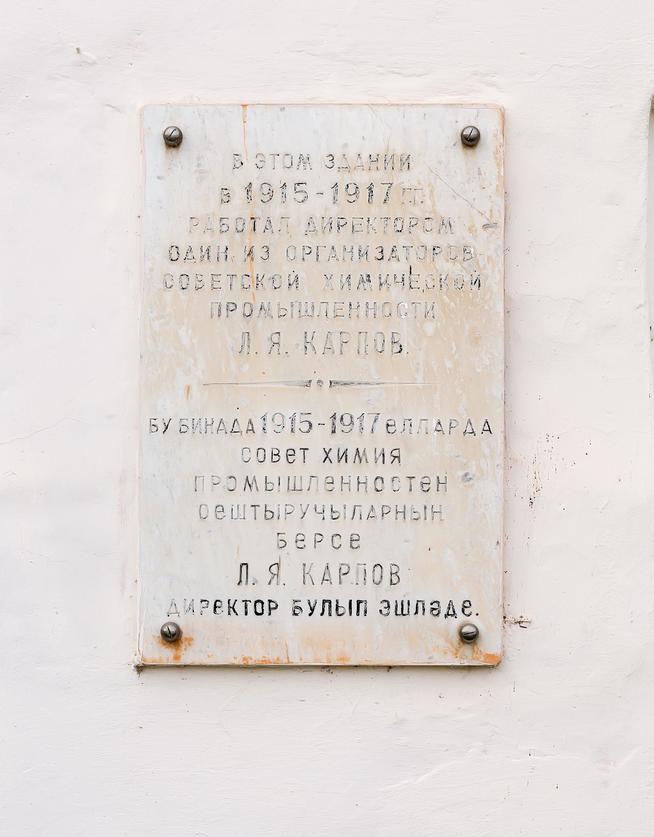 В ЭТОМ ЗДАНИИ
В 1915-1917 ГГ.
РАБОТАЛ ДИРЕКТОРОМ
ОДИН ИЗ ОРГАНИЗАТОРОВ
СОВЕТСКОЙ ХИМИЧЕСКОЙ
ПРОМЫШЛЕННОСТИ
Л. Я. КАРПОВ.
БУ БИНАДА 1915-1917 еЛЛАРДА
СОВеТ ХИМИЯ
ПРОМЫШЛеННОСТеН
ОеШТЫРУЧЫЛАРНЫҢ
БеРСе
Л. Я. КАРПОВ
ДИРеКТОР БУЛЫП ЭШЛәДе.